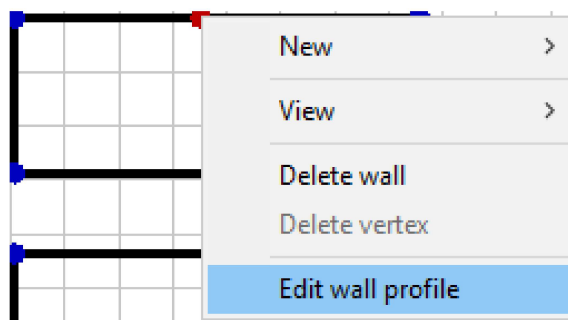 New
View
Delete wall
Delete vertex
Edit wall profile